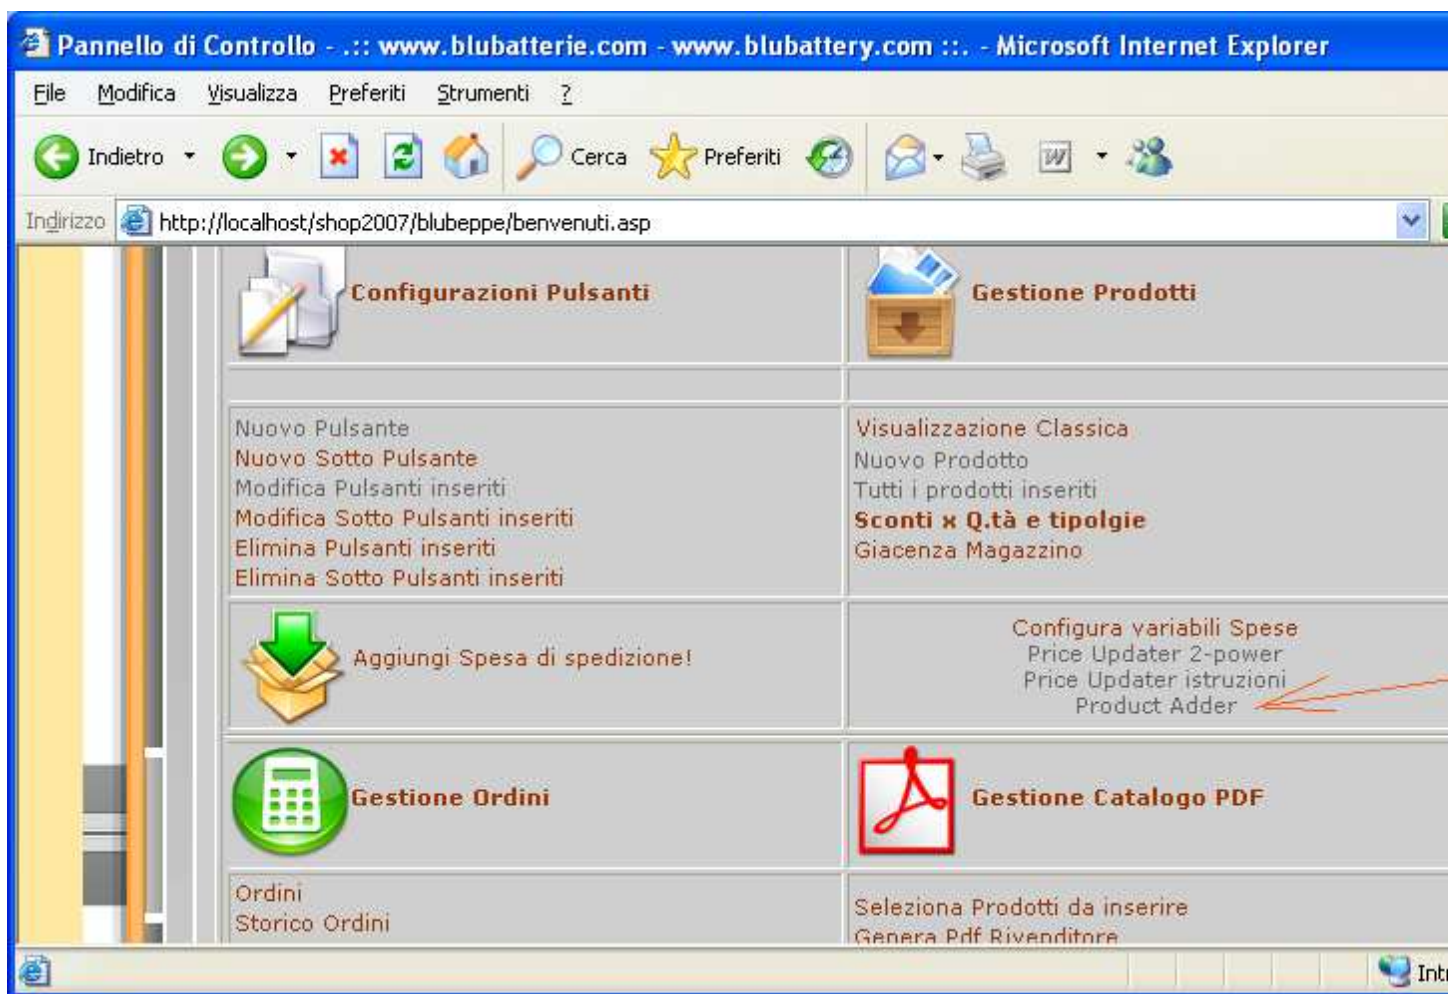 Pannello di Controllo - .:: www.blubatterie.com - www.blubattery.com ::. - Microsoft Internet Explorer
File Modifica Visualizza Preferiti Strumenti ?
Indietro Cerca Preferiti
Indirizzo http://localhost/shop2007/blubeppe/benvenuti.asp
Configurazioni Pulsanti
Gestione Prodotti
Nuovo Pulsante
Nuovo Sotto Pulsante
Modifica Pulsanti inseriti
Modifica Sotto Pulsanti inseriti
Elimina Pulsanti inseriti
Elimina Sotto Pulsanti inseriti
Visualizzazione Classica
Nuovo Prodotto
Tutti i prodotti inseriti
Sconti x Q.tà e tipolgie
Giacenza Magazzino
Aggiungi Spesa di spedizione!
Configura variabili Spese
Price Updater 2-power
Price Updater istruzioni
Product Adder
Gestione Ordini
Gestione Catalogo PDF
Ordini
Storico Ordini
Seleziona Prodotti da inserire
Genera Pdf Rivenditore